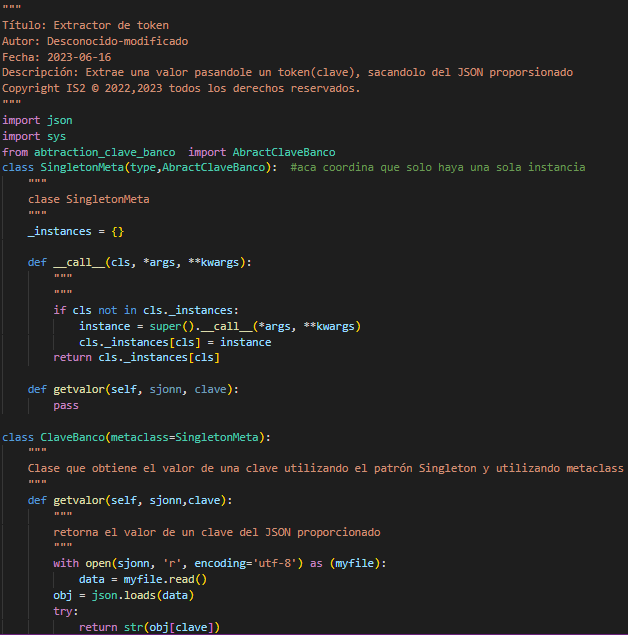 """
Título: Extractor de token
Autor: Desconocido-modificado
Fecha: 2023-06-16
Descripción: Extrae una valor pasandole un token(clave), sacandolo del JSON proporsionado
Copyright IS2 © 2022,2023 todos los derechos reservados.
"""
import json
import sys
from abtraction_clave_banco  import AbractClaveBanco
class SingletonMeta(type,AbractClaveBanco):  #aca coordina que solo haya una sola instancia
    """
    clase SingletonMeta
    """
    _instances = {}

    def __call__(cls, *args, **kwargs):
        """
        """
        if cls not in cls._instances:
            instance = super().__call__(*args, **kwargs)
            cls._instances[cls] = instance
        return cls._instances[cls]

    def getvalor(self, sjonn, clave):
        pass

class ClaveBanco(metaclass=SingletonMeta):
    """
    Clase que obtiene el valor de una clave utilizando el patrón Singleton y utilizando metaclass
    """
    def getvalor(self, sjonn,clave):
        """
        retorna el valor de un clave del JSON proporcionado
        """
        with open(sjonn, 'r', encoding='utf-8') as (myfile):
            data = myfile.read()
        obj = json.loads(data)
        try:
            return str(obj[clave])